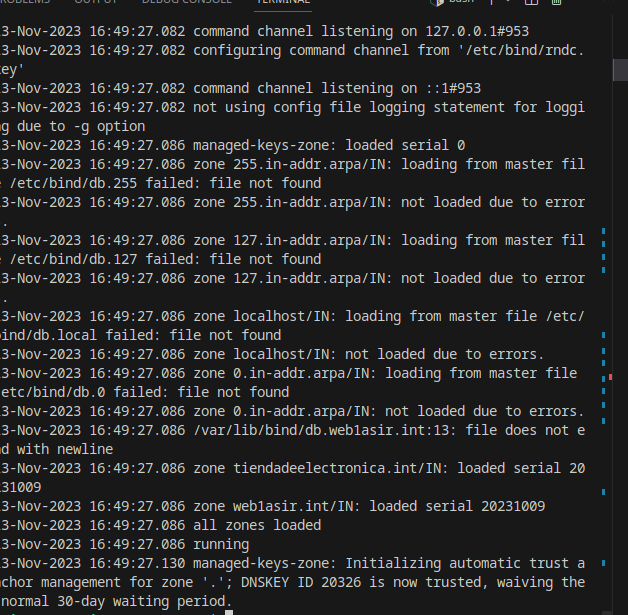 OUTPUT
DEBUG CONSOLE
TERMINAL
bash
3-Nov-2023 16:49:27.082 command channel listening on 127.0.0.1#953
3-Nov-2023 16:49:27.082 configuring command channel from '/etc/bind/rndc.
ey'
3-Nov-2023 16:49:27.082 command channel listening on ::1#953
3-Nov-2023 16:49:27.082 not using config file logging statement for loggi
g due to -g option
3-Nov-2023 16:49:27.086 managed-keys-zone: loaded serial 0
3-Nov-2023 16:49:27.086 zone 255.in-addr.arpa/IN: loading from master fil
 /etc/bind/db.255 failed: file not found
3-Nov-2023 16:49:27.086 zone 255.in-addr.arpa/IN: not loaded due to error
.
3-Nov-2023 16:49:27.086 zone 127.in-addr.arpa/IN: loading from master fil
 /etc/bind/db.127 failed: file not found
3-Nov-2023 16:49:27.086 zone 127.in-addr.arpa/IN: not loaded due to error
.
3-Nov-2023 16:49:27.086 zone localhost/IN: loading from master file /etc/
ind/db.local failed: file not found
3-Nov-2023 16:49:27.086 zone localhost/IN: not loaded due to errors.
3-Nov-2023 16:49:27.086 zone 0.in-addr.arpa/IN: loading from master file
etc/bind/db.0 failed: file not found
3-Nov-2023 16:49:27.086 zone 0.in-addr.arpa/IN: not loaded due to errors.
3-Nov-2023 16:49:27.086 /var/lib/bind/db.web1asir.int:13: file does not e
d with newline
3-Nov-2023 16:49:27.086 zone tiendadeelectronica.int/IN: loaded serial 20
31009
3-Nov-2023 16:49:27.086 zone web1asir.int/IN: loaded serial 20231009
3-Nov-2023 16:49:27.086 all zones loaded
3-Nov-2023 16:49:27.086 running
3-Nov-2023 16:49:27.130 managed-keys-zone: Initializing automatic trust a
chor management for zone '.'; DNSKEY ID 20326 is now trusted, waiving the
normal 30-day waiting period.